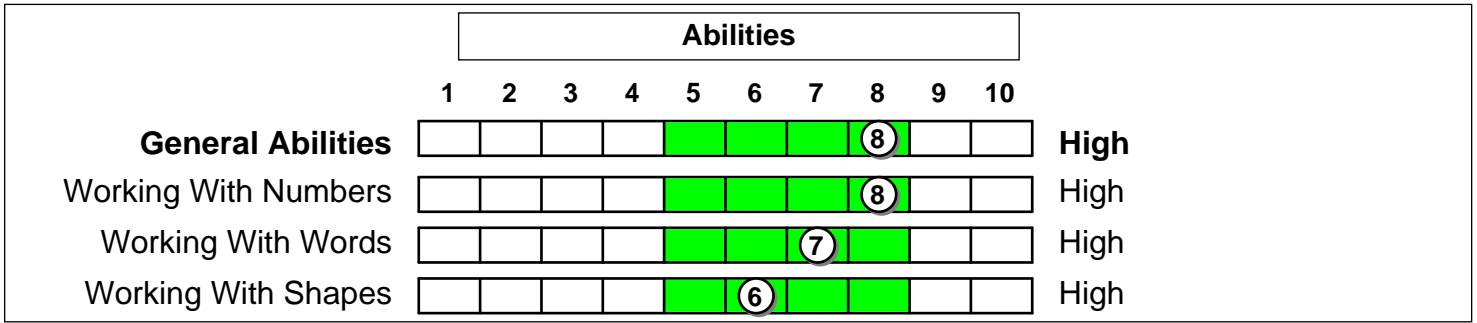 Abilities
1 2 3 4 5 6 7 8 9 10
General Abilities 8 High
Working With Numbers 8 High
Working With Words 7 High
Working With Shapes 6 High